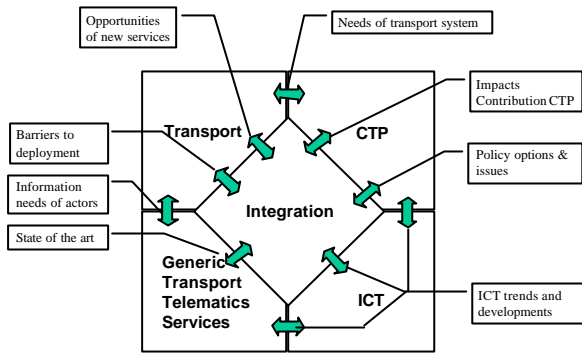 Opportunities
of new services
Needs of transport system
Impacts
Contribution CTP
Transport
CTP
Barriers to
deployment
Policy options &
issues
Information
needs of actors
Integration
State of the art
Generic
Transport
Telematics
Services
ICT
ICT trends and
developments